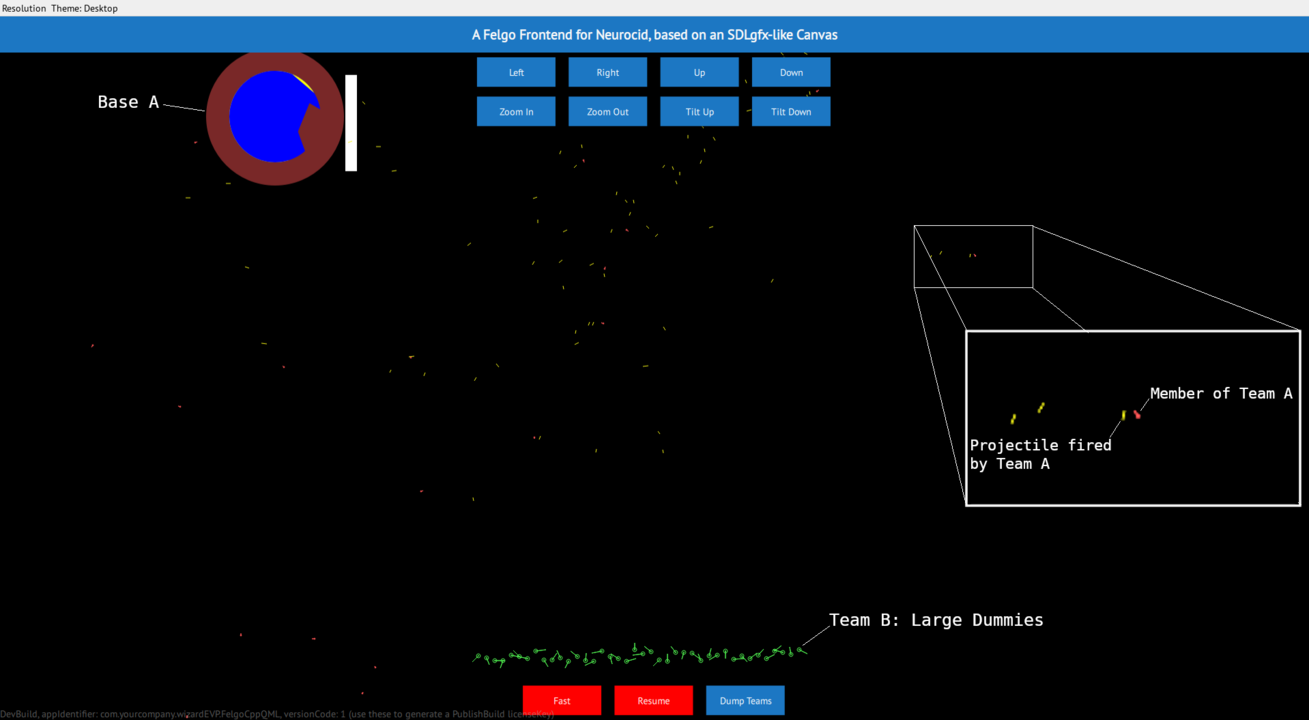 Resolution Theme: Desktop
A Felgo Frontend for Neurocid, based on an SDLgfx-like Canvas
Left Right Up Down
Base A
Zoom In Zoom Out Tilt Up Tilt Down
Member of Team A
Projectile fired
by Team A
Team B: Large Dummies
Fast Resume Dump Teams
DevBuild, appIdentifier: com.yourcompany.wizardEVP.FelgoCppQML, versionCode: 1 (use these to generate a PublishBuild licenseKey)